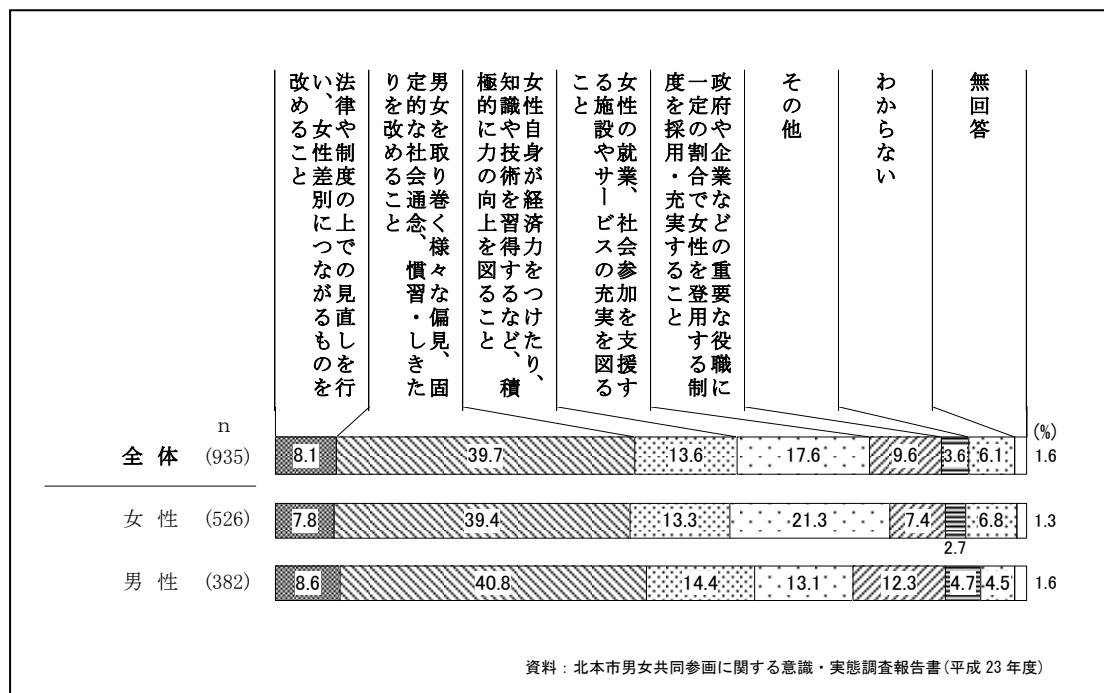 法律や制度の上での見直しを行
い、女性差別につながるものを
改めること
男女を取り巻く様々な偏見、固
定的な社会通念、慣習・しきた
りを改めること
女性自身が経済力をつけたり、
知識や技術を習得するなど、積
極的に力の向上を図ること
女性の就業、社会参加を支援す
る施設やサービスの充実を図る
こと
政府や企業などの重要な役職に
一定の割合で女性を登用する制
度を採用・充実すること
その他
わからない
無回答
n
(%)
全体 (935) 8.1 39.7 13.6 17.6 9.6 3.6 6.1 1.6
女性 (526) 7.8 39.4 13.3 21.3 7.4 2.7 6.8 1.3
男性 (382) 8.6 40.8 14.4 13.1 12.3 4.7 4.5 1.6
資料：北本市男女共同参画に関する意識・実態調査報告書(平成23年度)